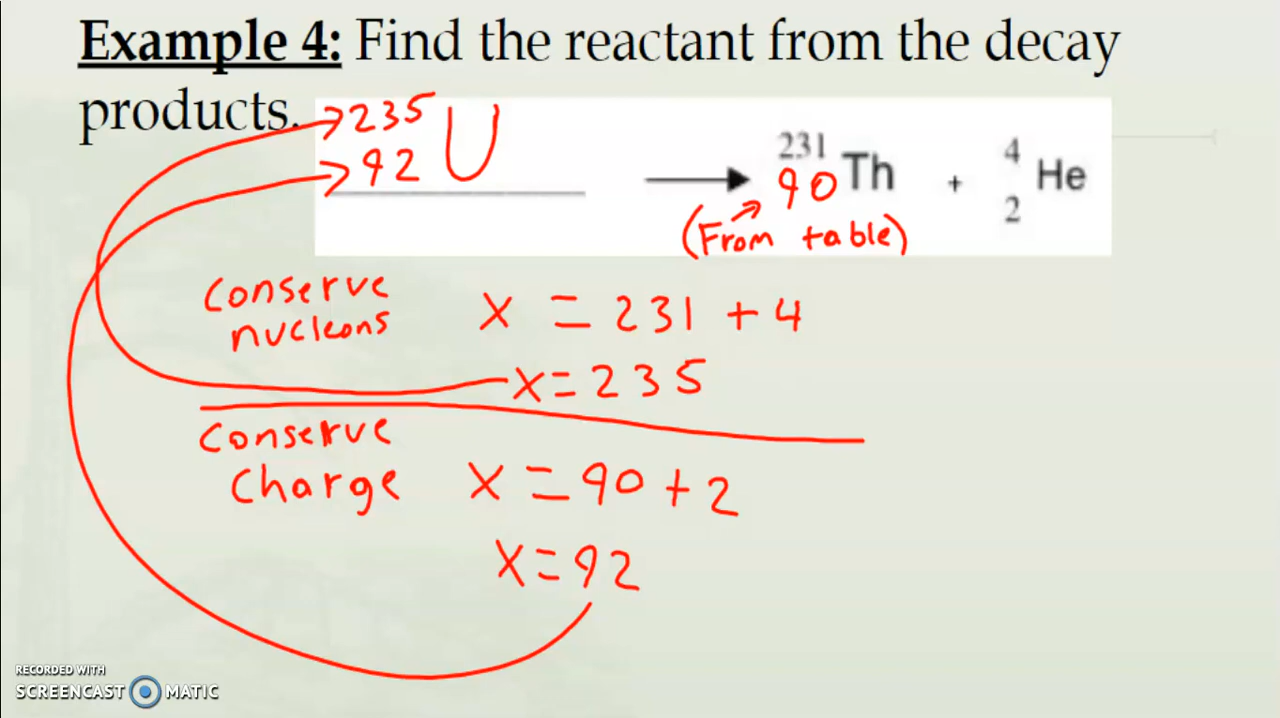 Example 4: Find the reactant from the decay
products.
235
92 U
231
90 Th + 4
2 He
(From table)
Conserve
nucleons
x = 231 + 4
x = 235
Conserve
Charge
x = 90 + 2
x = 92
RECORDED WITH
SCREENCAST MATIC